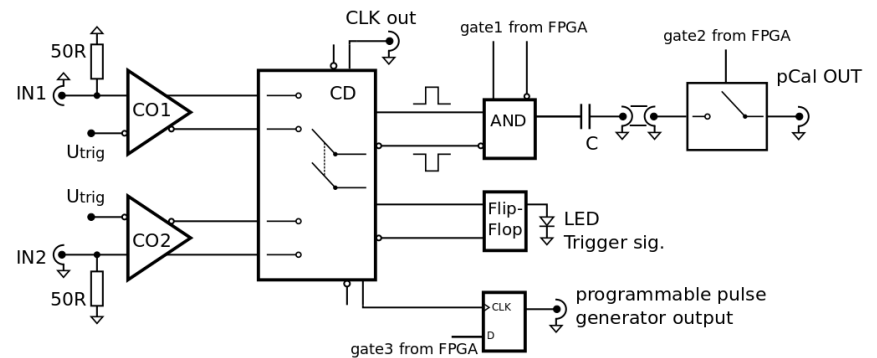 CLK out
gate1 from FPGA
50R
gate2 from FPGA
IN1
CD
pCal OUT
CO1
AND
Utrig
C
Utrig
Flip-
Flop
LED
Trigger sig.
CO2
IN2
50R
CLK
D
programmable pulse
generator output
gate3 from FPGA